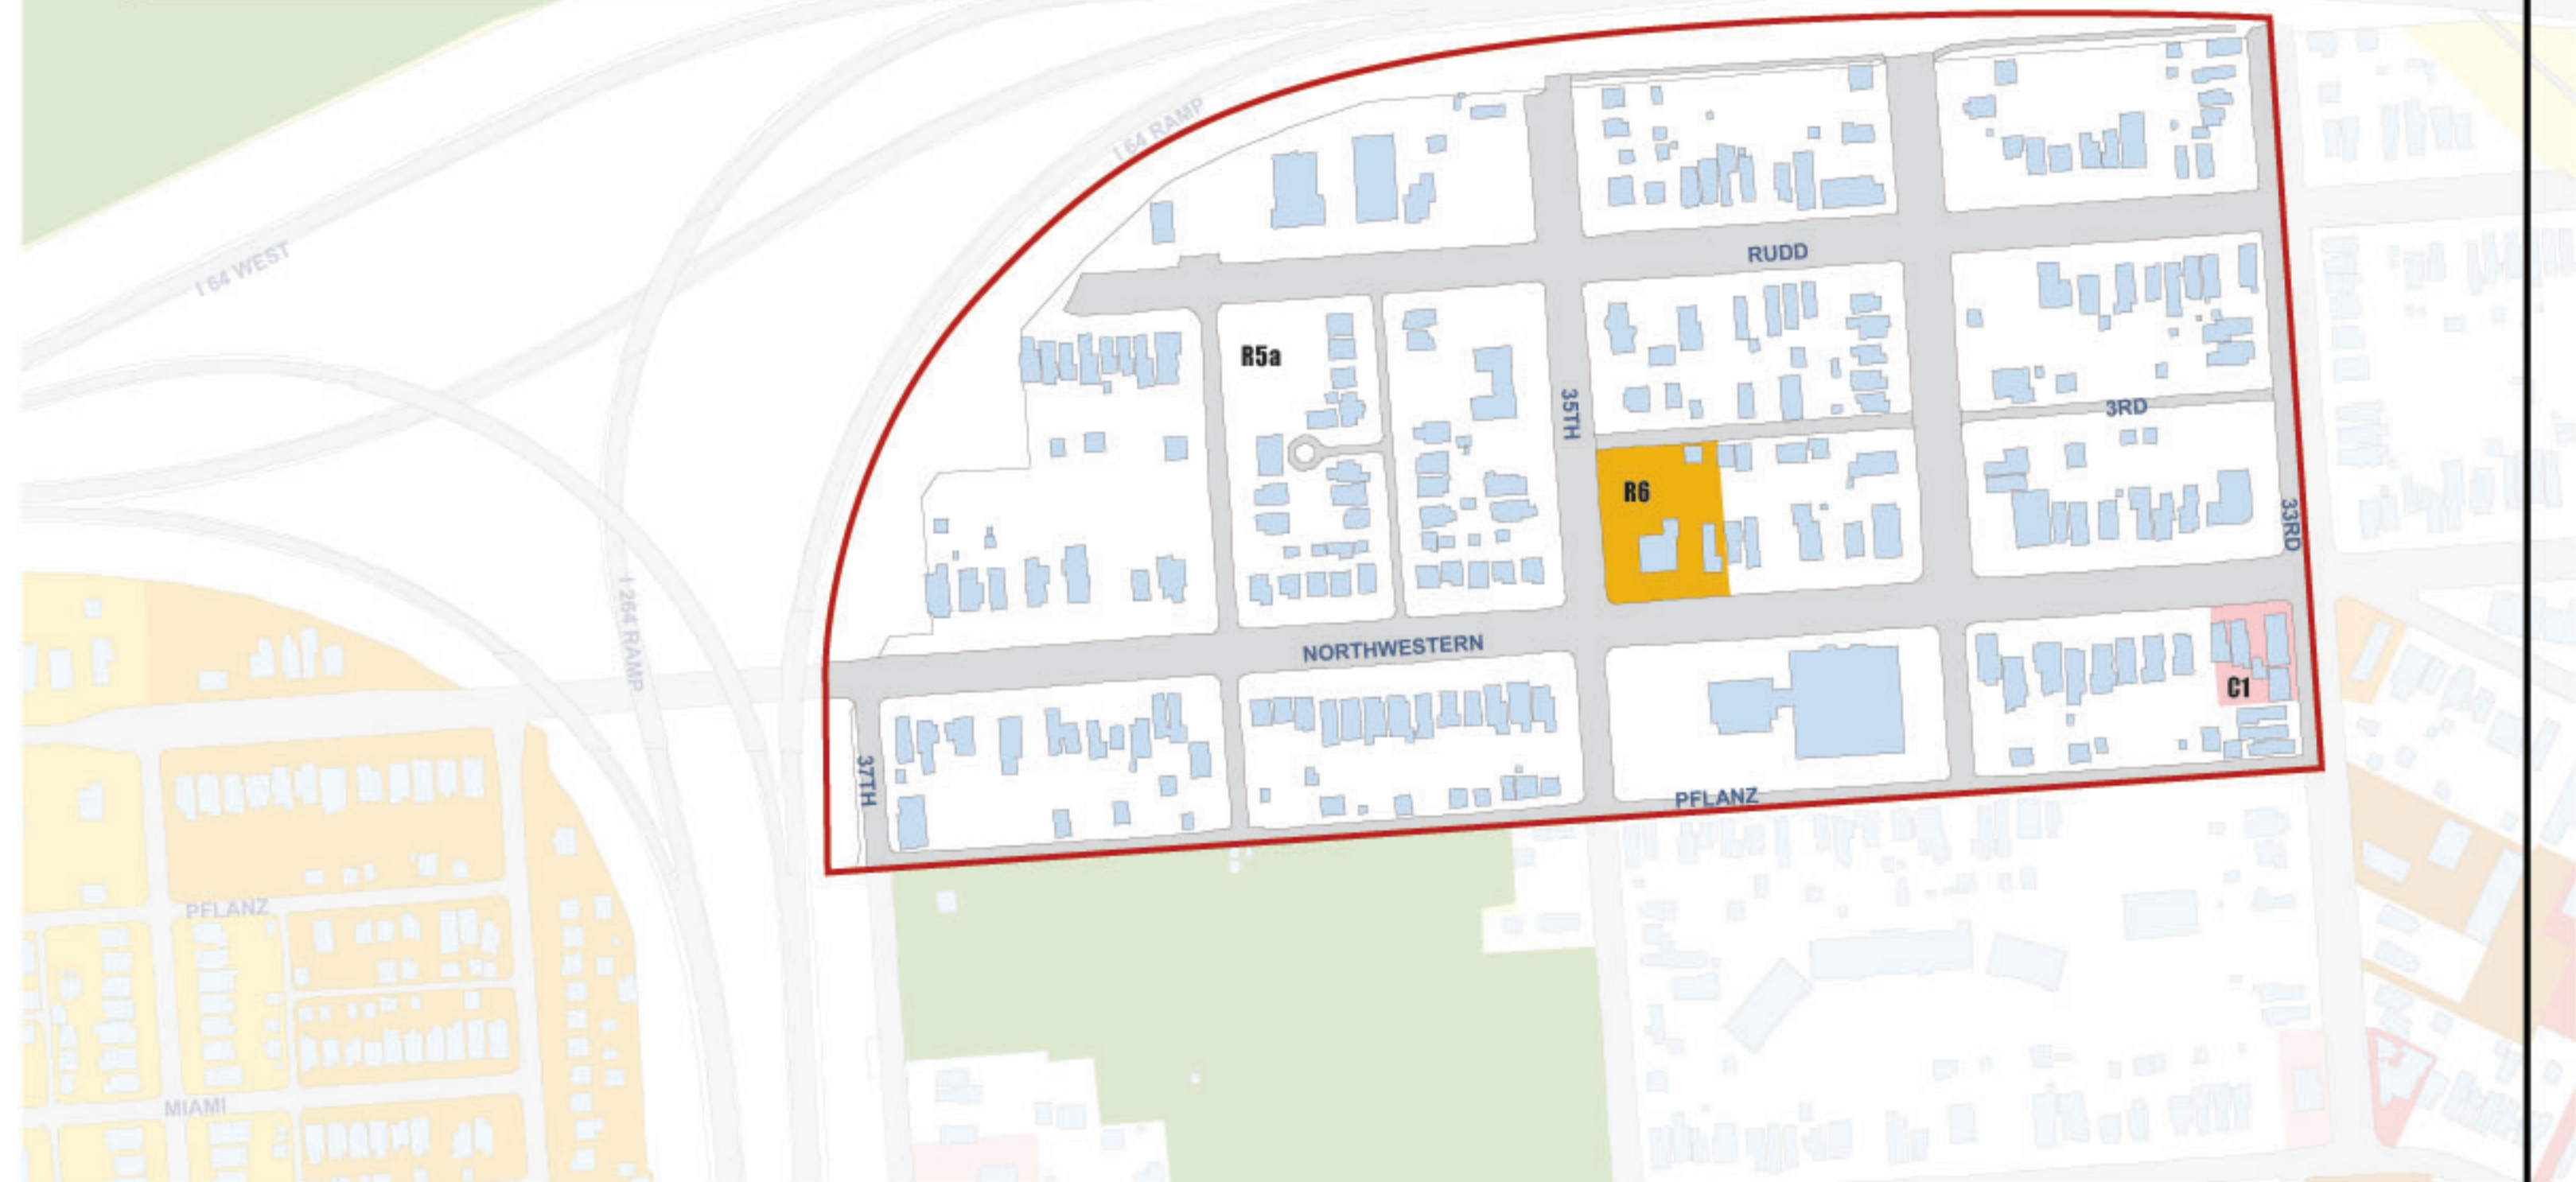 I 64 RAMP
I 64 WEST
RUDD
R5a
35TH
3RD
R6
33RD
I 264 RAMP
NORTHWESTERN
C1
37TH
PFLANZ
PFLANZ
MIAMI